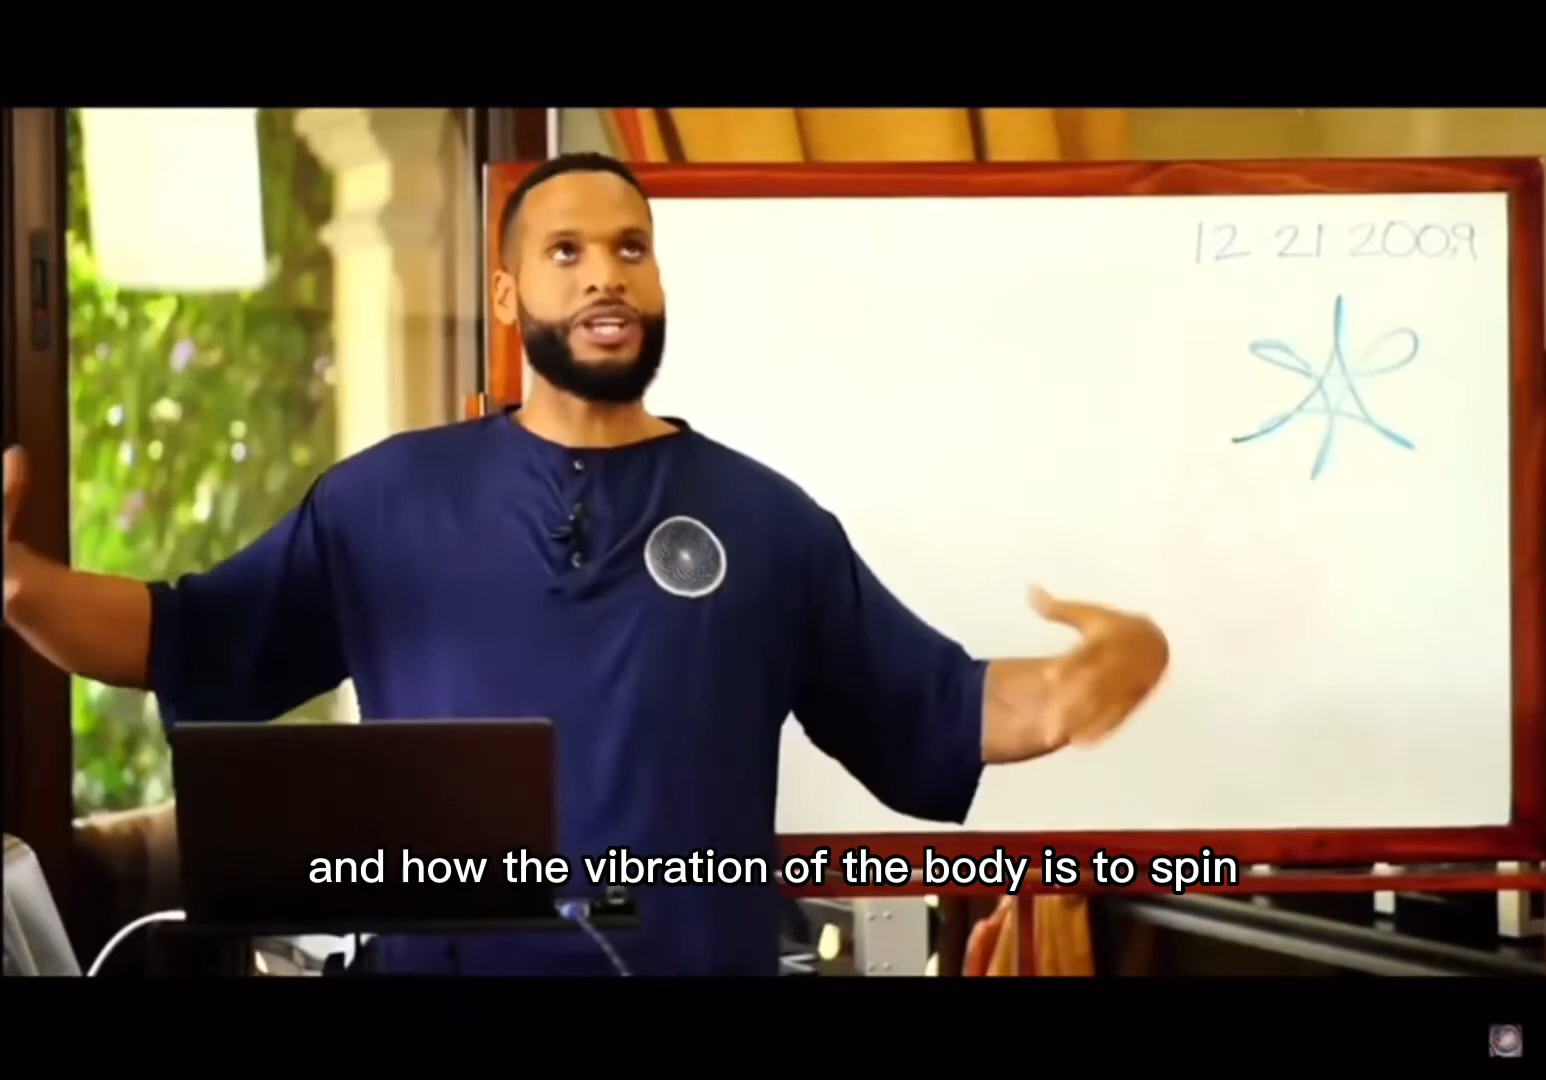 12 21 2009
and how the vibration of the body is to spin